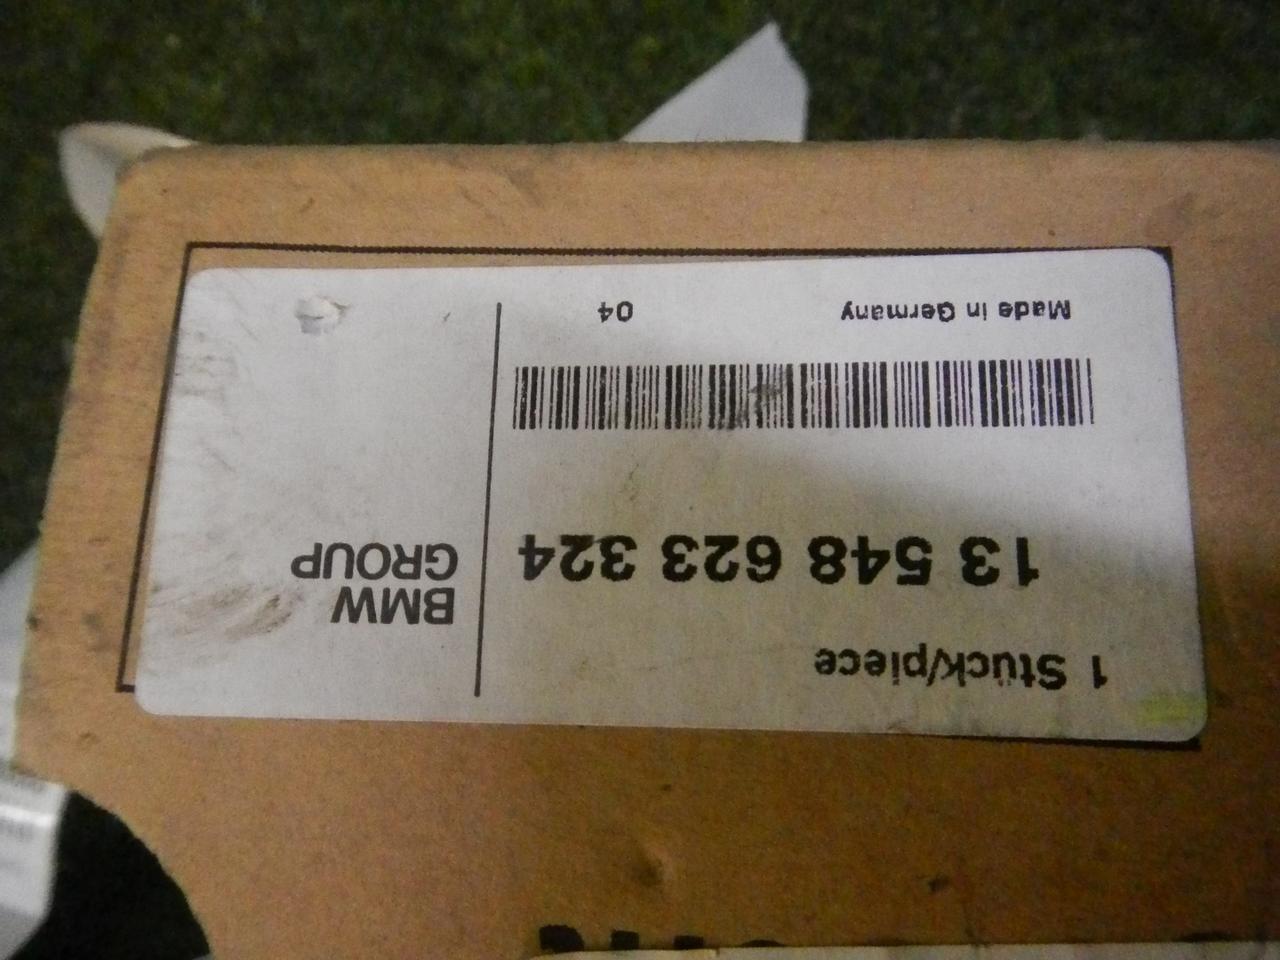 1 Stück/piece
13 548 623 324
Made in Germany 04
BMW
GROUP